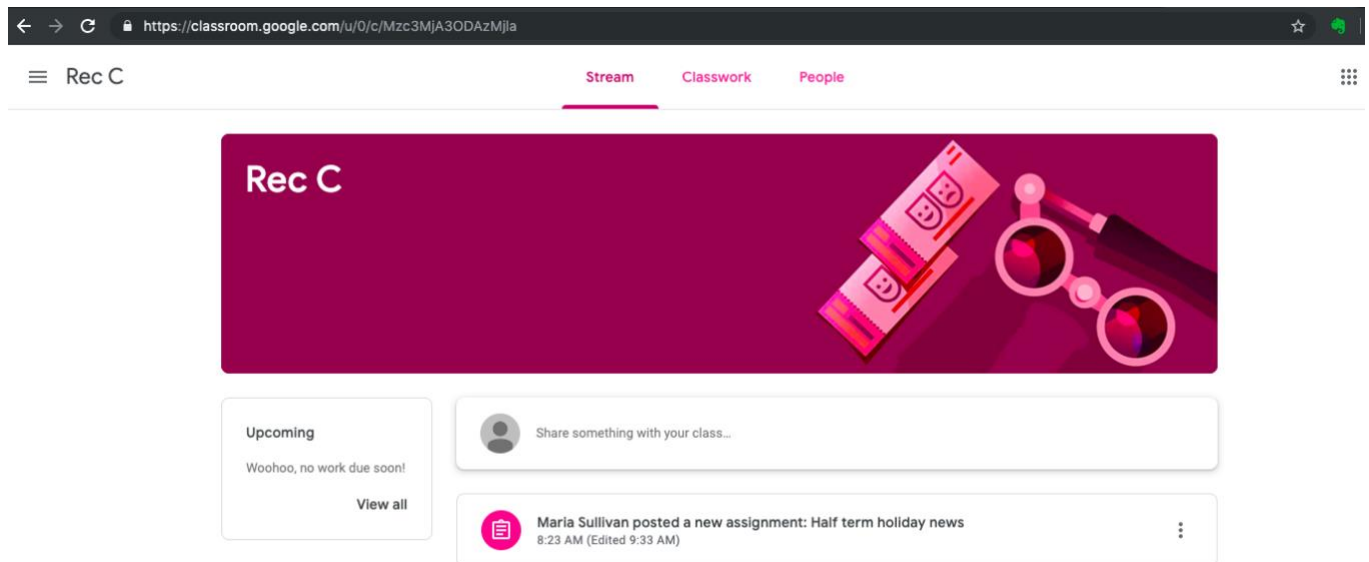 https://classroom.google.com/u/0/c/Mzc3MjA3ODAzMjIa
Rec C
Stream
Classwork
People
Rec C
Upcoming
Woohoo, no work due soon!
View all
Share something with your class...
Maria Sullivan posted a new assignment: Half term holiday news
8:23 AM (Edited 9:33 AM)